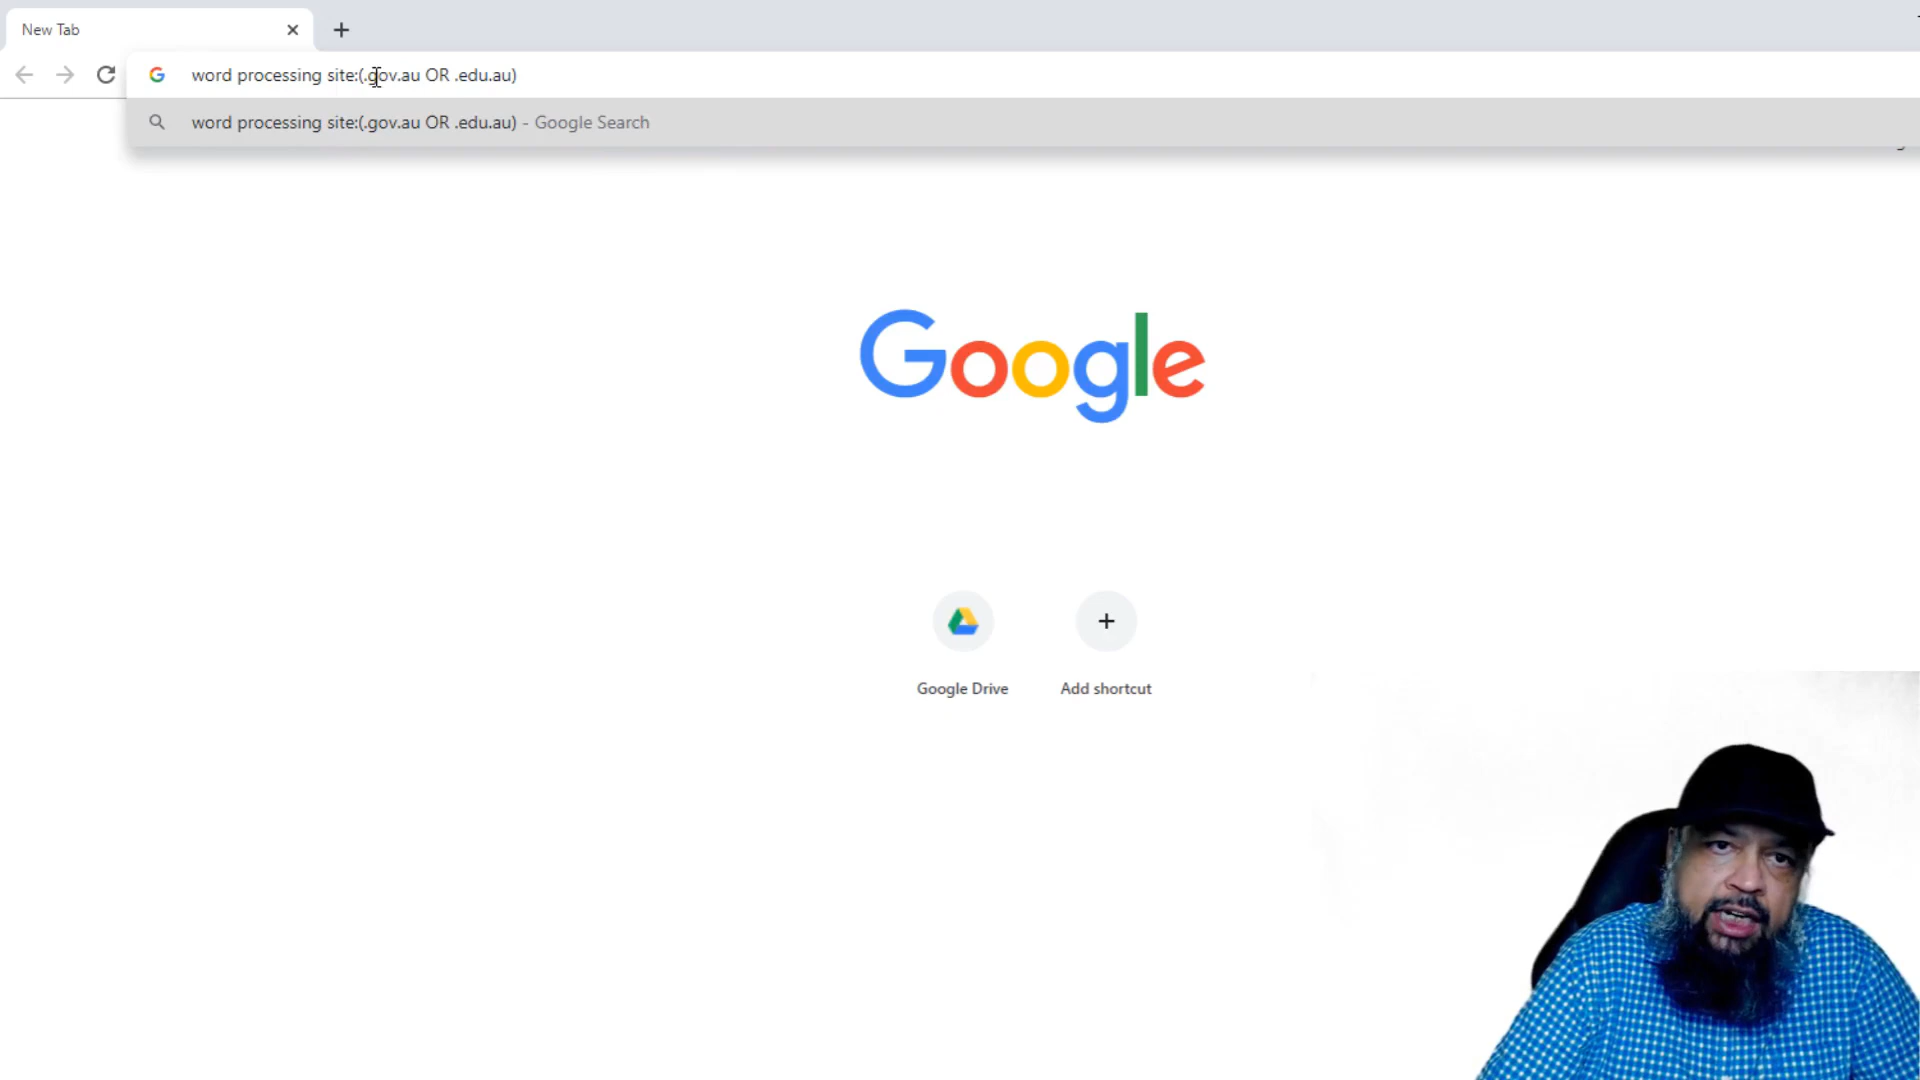 New Tab
word processing site:(.gov.au OR .edu.au)
word processing site:(.gov.au OR .edu.au) - Google Search
Google
Google Drive
Add shortcut